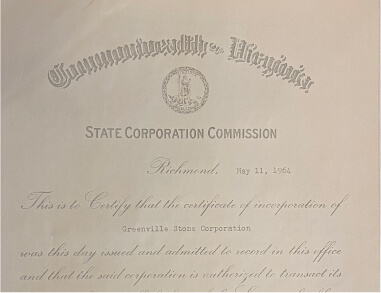 Commonwealth of Virginia
STATE CORPORATION COMMISSION
Richmond, May 11, 1964
This is to Certify that the certificate of incorporation of
Greenville Stone Corporation
was this day issued and admitted to record in this office
and that the said corporation is authorized to transact its